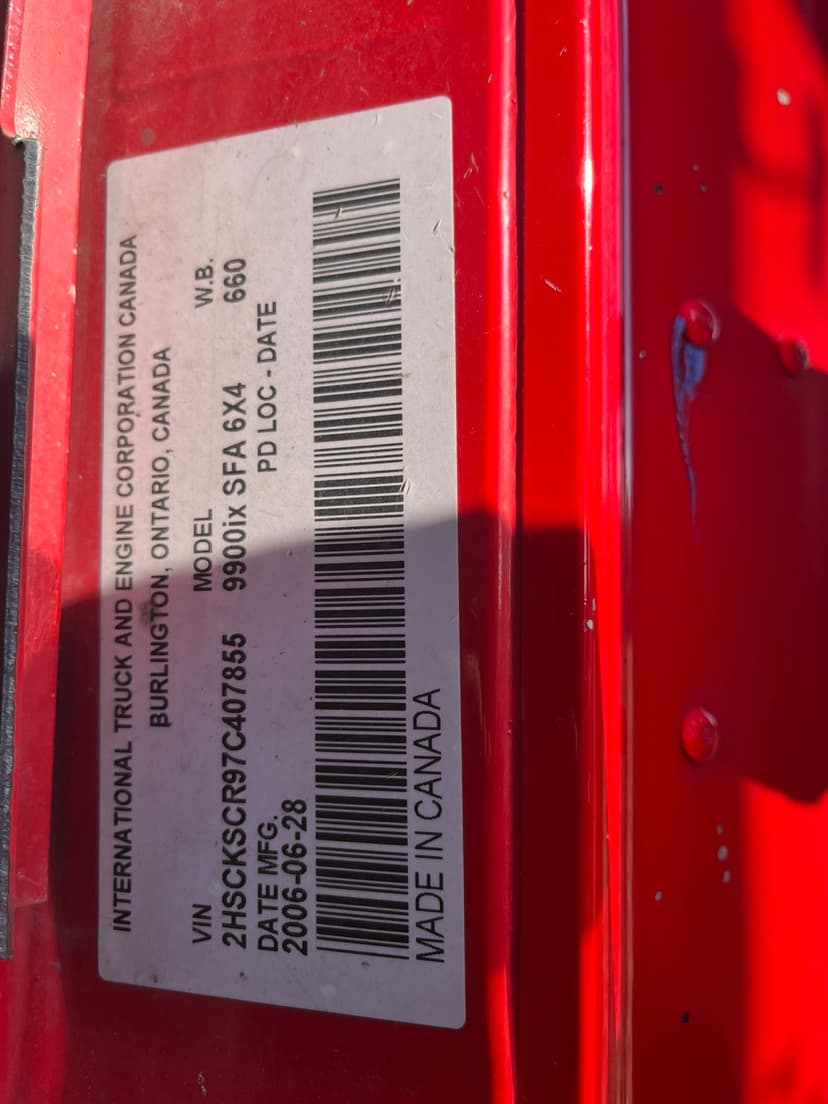 INTERNATIONAL TRUCK AND ENGINE CORPORATION CANADA
BURLINGTON, ONTARIO, CANADA
VIN MODEL W.B.
2HSCKSCR97C407855 9900ix SFA 6X4 660
DATE MFG. PD LOC - DATE
2006-06-28
MADE IN CANADA